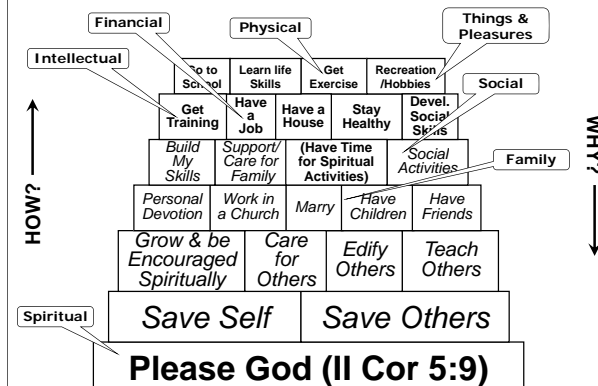 Financial
Physical
Things &
Pleasures
Intellectual
Go to
School
Learn life
Skills
Get
Exercise
Recreation
/Hobbies
Social
Get
Training
Have
a
Job
Have a
House
Stay
Healthy
Devel.
Social
Skills
Build
My
Skills
Support/
Care for
Family
(Have Time
for Spiritual
Activities)
Social
Activities
Family
HOW?
WHY?
Personal
Devotion
Work in
a Church
Marry
Have
Children
Have
Friends
Grow & be
Encouraged
Spiritually
Care
for
Others
Edify
Others
Teach
Others
Spiritual
Save Self
Save Others
Please God (II Cor 5:9)